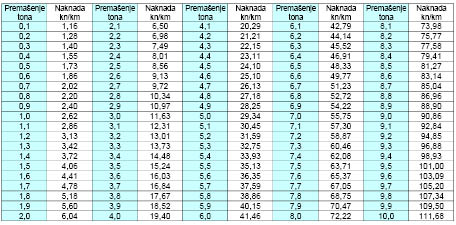 Premašenje tona Naknada kn/km Premašenje tona Naknada kn/km Premašenje tona Naknada kn/km Premašenje tona Naknada kn/km Premašenje tona Naknada kn/km
0,1 1,16 2,1 6,50 4,1 20,29 6,1 42,79 8,1 73,98
0,2 1,28 2,2 6,98 4,2 21,21 6,2 44,14 8,2 75,77
0,3 1,40 2,3 7,49 4,3 22,15 6,3 45,52 8,3 77,58
0,4 1,55 2,4 8,01 4,4 23,11 6,4 46,91 8,4 79,41
0,5 1,73 2,5 8,56 4,5 24,10 6,5 48,33 8,5 81,27
0,6 1,86 2,6 9,13 4,6 25,10 6,6 49,77 8,6 83,14
0,7 2,02 2,7 9,72 4,7 26,13 6,7 51,23 8,7 85,04
0,8 2,20 2,8 10,34 4,8 27,18 6,8 52,72 8,8 86,96
0,9 2,40 2,9 10,97 4,9 28,25 6,9 54,22 8,9 88,90
1,0 2,62 3,0 11,63 5,0 29,34 7,0 55,75 9,0 90,86
1,1 2,86 3,1 12,31 5,1 30,45 7,1 57,30 9,1 92,84
1,2 3,13 3,2 13,01 5,2 31,59 7,2 58,87 9,2 94,85
1,3 3,42 3,3 13,73 5,3 32,75 7,3 60,46 9,3 96,88
1,4 3,72 3,4 14,48 5,4 33,93 7,4 62,08 9,4 98,93
1,5 4,06 3,5 15,24 5,5 35,13 7,5 63,71 9,5 101,00
1,6 4,41 3,6 16,03 5,6 36,35 7,6 65,37 9,6 103,09
1,7 4,78 3,7 16,84 5,7 37,59 7,7 67,05 9,7 105,20
1,8 5,18 3,8 17,67 5,8 38,86 7,8 68,75 9,8 107,34
1,9 5,60 3,9 18,52 5,9 40,15 7,9 70,47 9,9 109,50
2,0 6,04 4,0 19,40 6,0 41,46 8,0 72,22 10,0 111,68